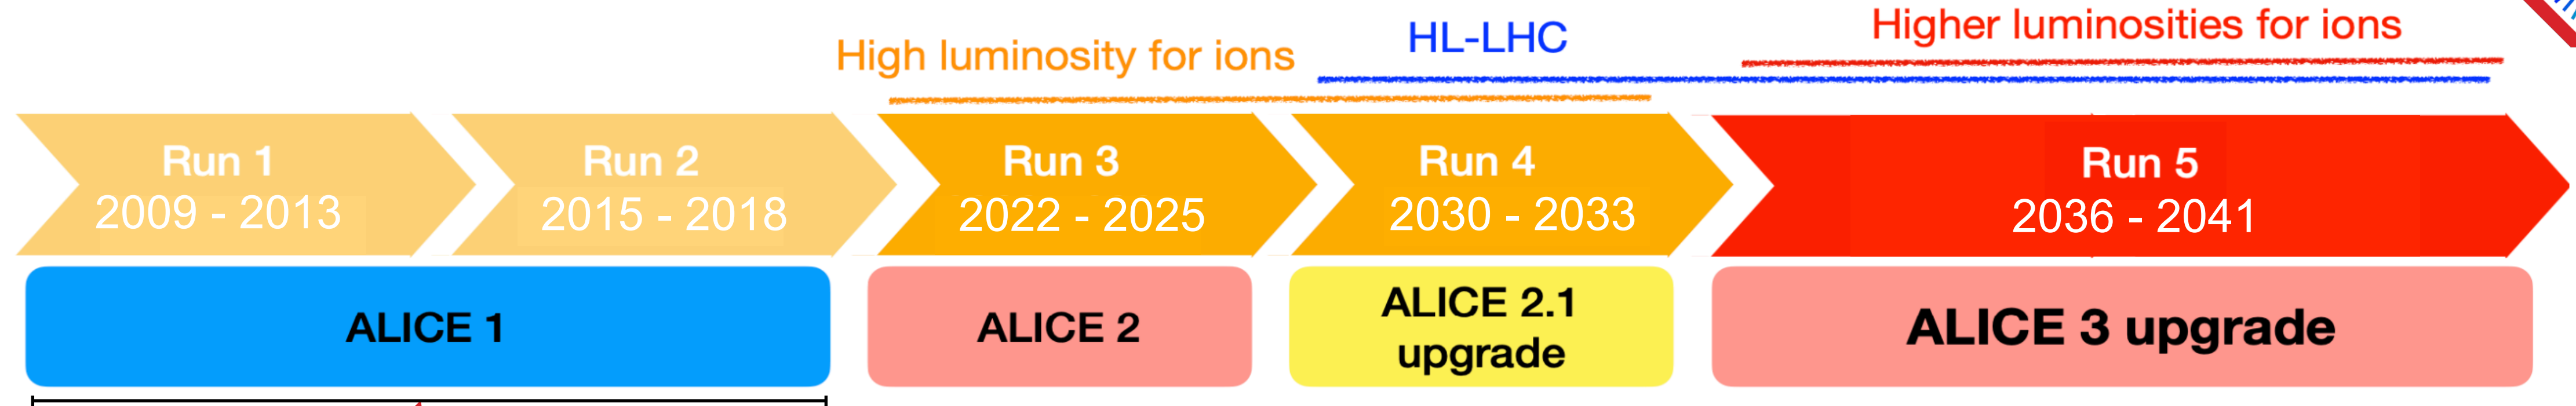 High luminosity for ions
HL-LHC
Higher luminosities for ions
Run 1
2009 - 2013
Run 2
2015 - 2018
Run 3
2022 - 2025
Run 4
2030 - 2033
Run 5
2036 - 2041
ALICE 1
ALICE 2
ALICE 2.1
upgrade
ALICE 3 upgrade